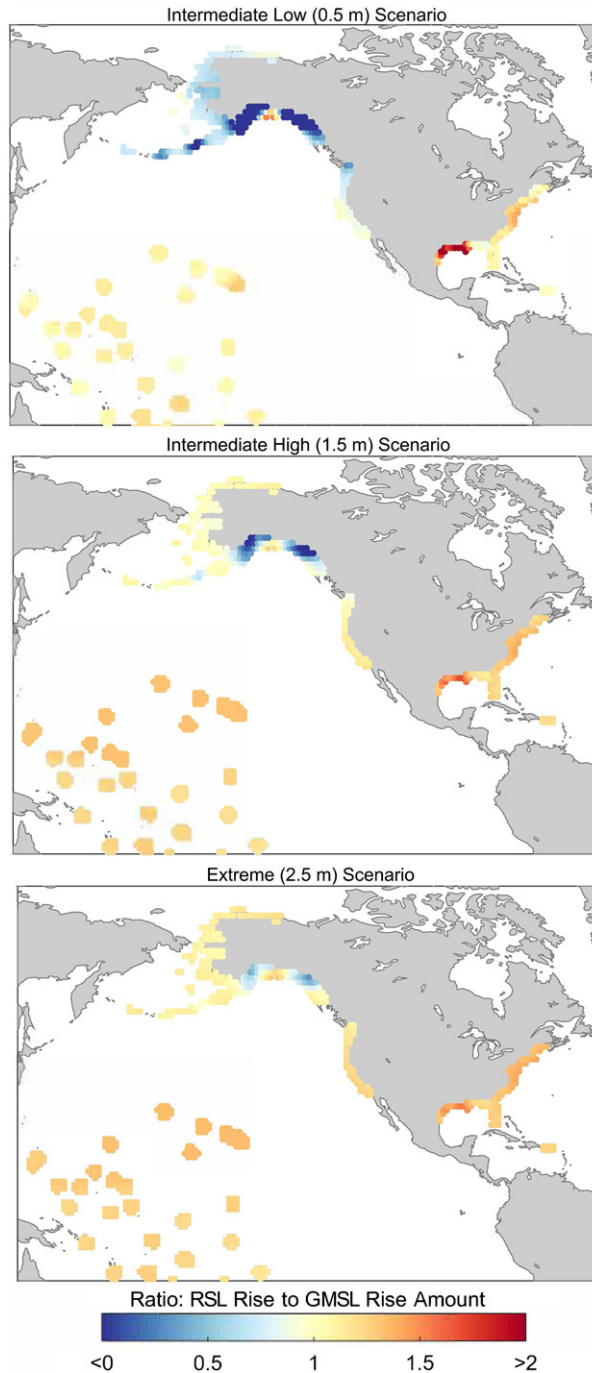 Intermediate Low (0.5 m) Scenario
Intermediate High (1.5 m) Scenario
Extreme (2.5 m) Scenario
Ratio: RSL Rise to GMSL Rise Amount
<0 0.5 1 1.5 >2